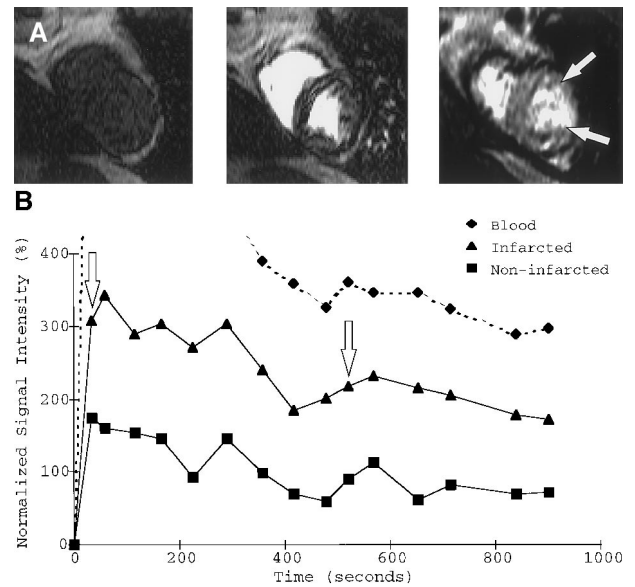 A
B
Normalized Signal Intensity (%)
400
300
200
100
0
Blood
Infarcted
Non-infarcted
0
200
400
600
800
1000
Time (seconds)